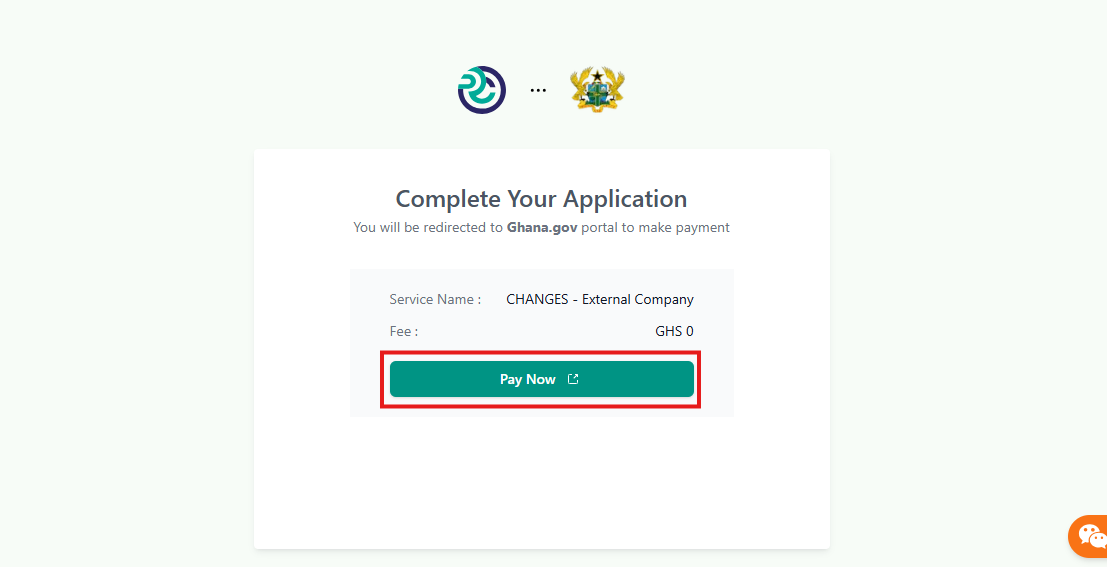 Complete Your Application
You will be redirected to Ghana.gov portal to make payment
Service Name : CHANGES - External Company
Fee : GHS 0
Pay Now